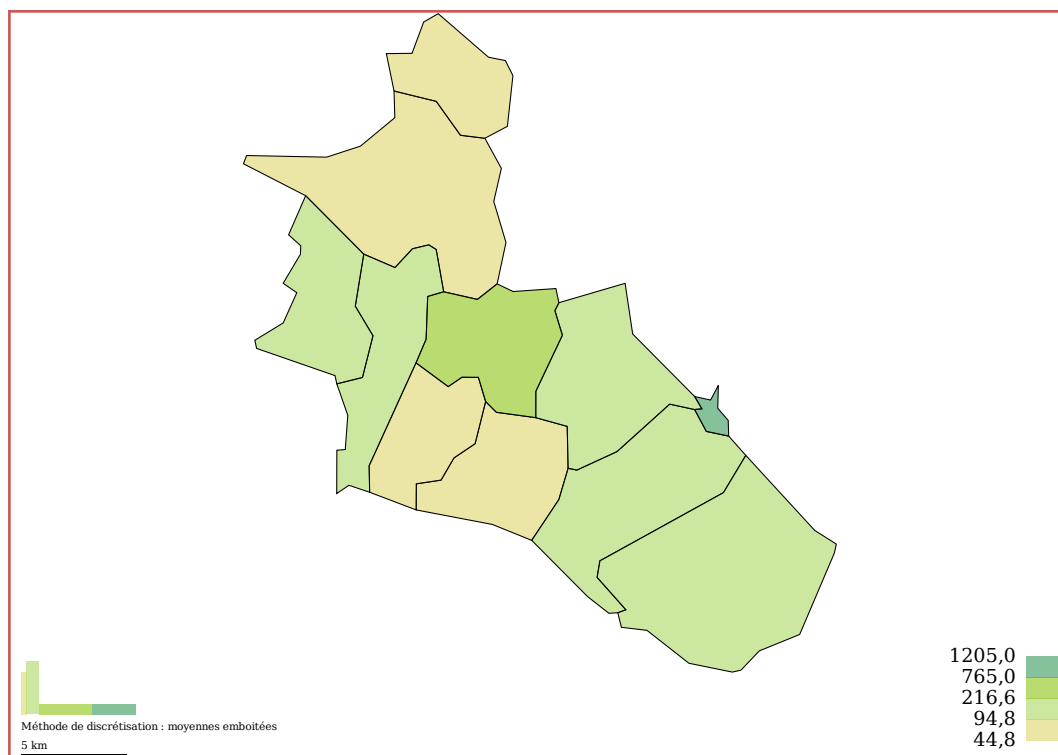 1205,0
765,0
216,6
94,8
44,8
Méthode de discrétisation : moyennes emboitées
5 km